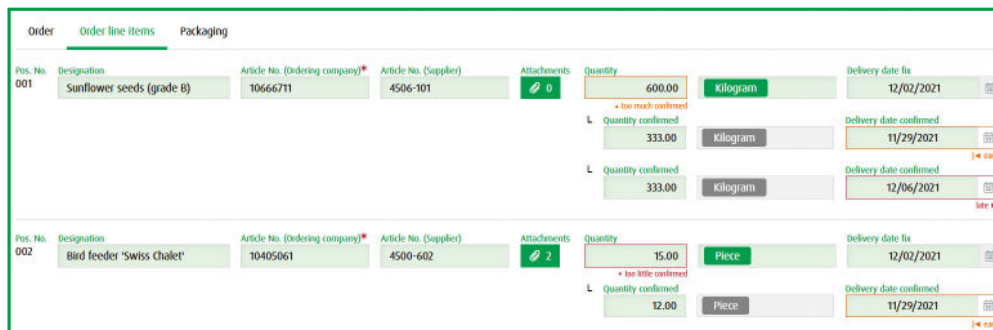 Order Order line items Packaging
Pos. No. Designation Article No. (Ordering company)* Article No. (Supplier) Attachments Quantity Delivery date fix
001 Sunflower seeds (grade B) 10666711 4506-101 0 600.00 Kilogram 12/02/2021
▲ too much confirmed
L Quantity confirmed Delivery date confirmed
333.00 Kilogram 11/29/2021
L Quantity confirmed Delivery date confirmed
333.00 Kilogram 12/06/2021
late
Pos. No. Designation Article No. (Ordering company)* Article No. (Supplier) Attachments Quantity Delivery date fix
002 Bird feeder 'Swiss Chalet' 10405061 4500-602 2 15.00 Piece 12/02/2021
▼ too little confirmed
L Quantity confirmed Delivery date confirmed
12.00 Piece 11/29/2021